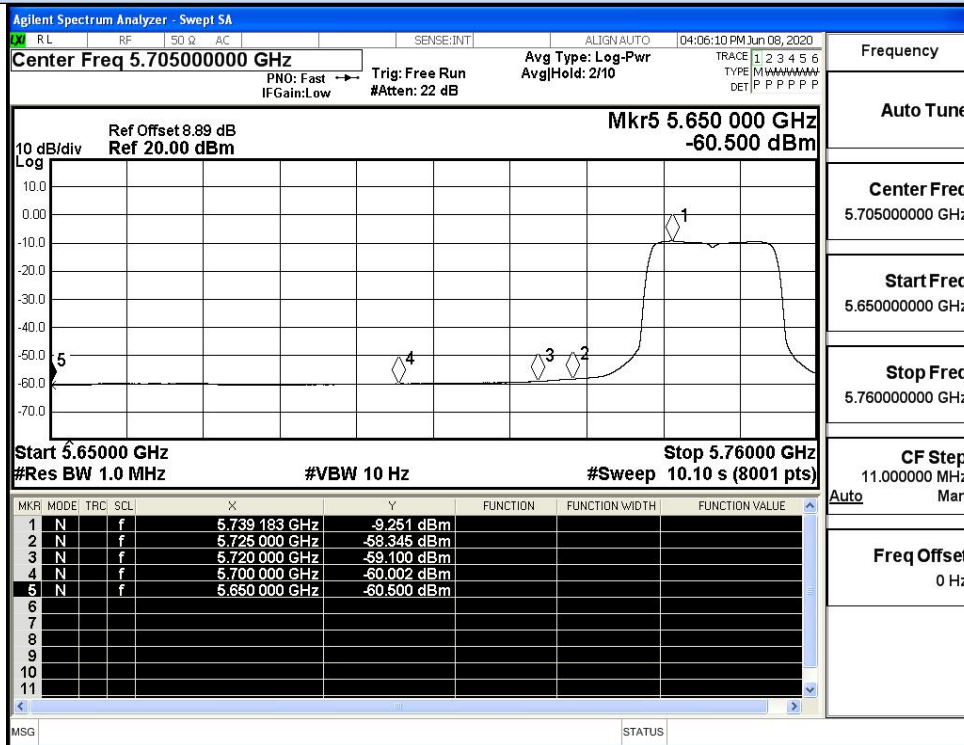 Agilent Spectrum Analyzer - Swept SA
LXI RL RF 50 Ω AC SENSE:INT ALIGN AUTO 04:06:10 PM Jun 08, 2020
Center Freq 5.705000000 GHz
PNO: Fast
IFGain:Low
Trig: Free Run
#Atten: 22 dB
Avg Type: Log-Pwr
Avg|Hold: 2/10
TRACE 1 2 3 4 5 6
TYPE M WWWWW
DET P P P P P P
Mkr5 5.650 000 GHz
-60.500 dBm
Ref Offset 8.89 dB
10 dB/div Ref 20.00 dBm
Log
10.0
0.00
-10.0
-20.0
-30.0
-40.0
-50.0
-60.0
-70.0
1
2
3
4
5
Start 5.65000 GHz Stop 5.76000 GHz
#Res BW 1.0 MHz #VBW 10 Hz #Sweep 10.10 s (8001 pts)
MKR MODE TRC SCL X Y FUNCTION FUNCTION WIDTH FUNCTION VALUE
1 N f 5.739 183 GHz -9.251 dBm
2 N f 5.725 000 GHz -58.345 dBm
3 N f 5.720 000 GHz -59.100 dBm
4 N f 5.700 000 GHz -60.002 dBm
5 N f 5.650 000 GHz -60.500 dBm
6
7
8
9
10
11
MSG STATUS
Frequency
Auto Tune
Center Freq
5.705000000 GHz
Start Freq
5.650000000 GHz
Stop Freq
5.760000000 GHz
CF Step
11.000000 MHz
Auto Man
Freq Offset
0 Hz